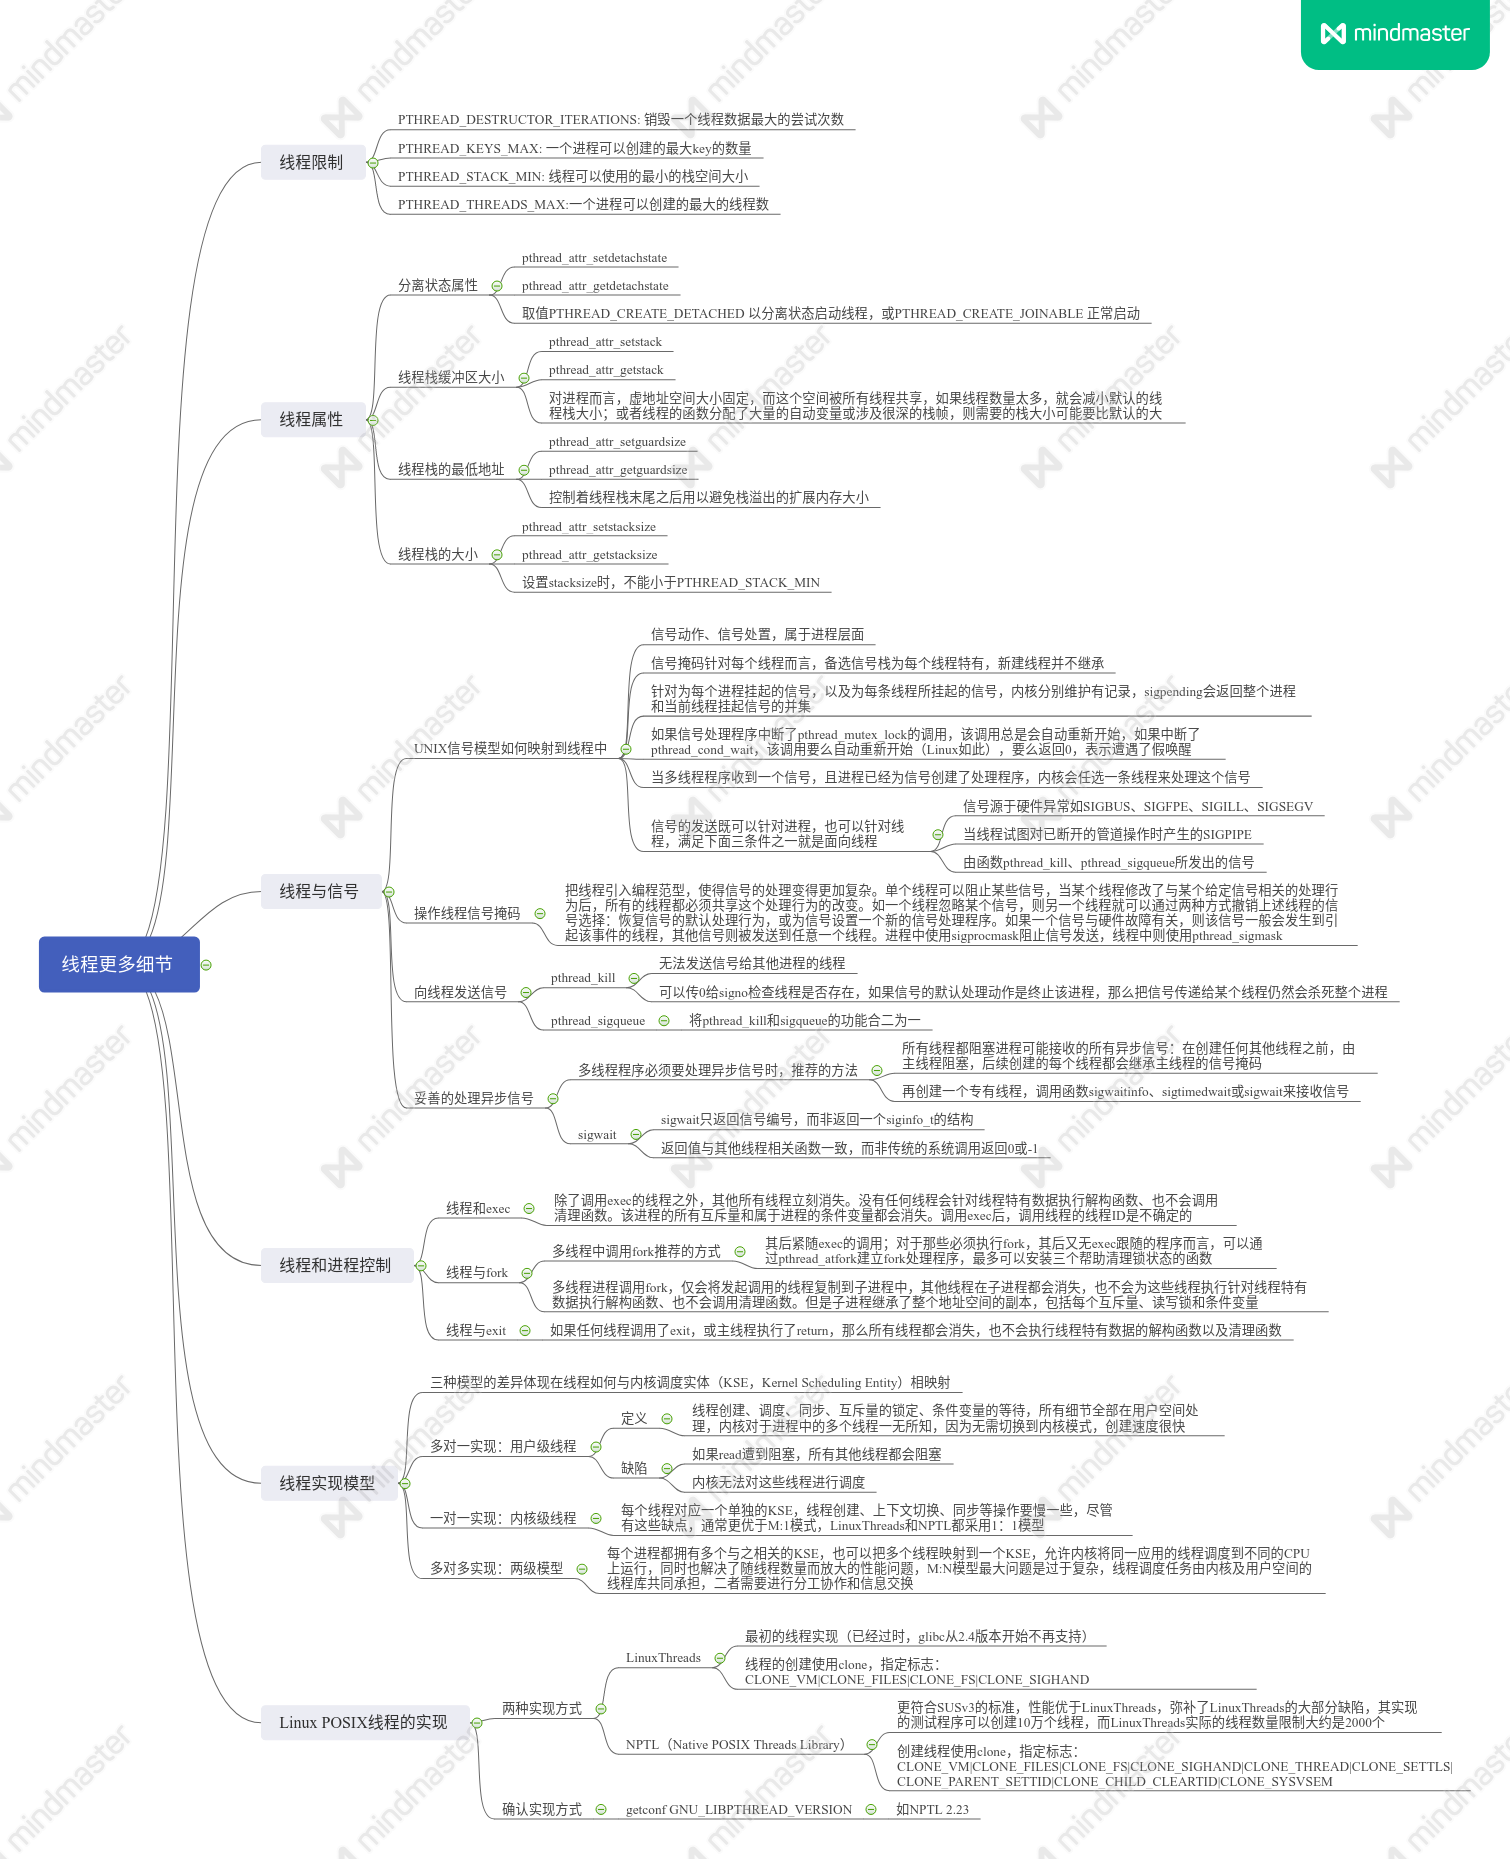 mindmaster
线程更多细节
线程限制
PTHREAD_DESTRUCTOR_ITERATIONS: 销毁一个线程数据最大的尝试次数
PTHREAD_KEYS_MAX: 一个进程可以创建的最大key的数量
PTHREAD_STACK_MIN: 线程可以使用的最小的栈空间大小
PTHREAD_THREADS_MAX:一个进程可以创建的最大的线程数
线程属性
分离状态属性
pthread_attr_setdetachstate
pthread_attr_getdetachstate
取值PTHREAD_CREATE_DETACHED 以分离状态启动线程，或PTHREAD_CREATE_JOINABLE 正常启动
线程栈缓冲区大小
pthread_attr_setstack
pthread_attr_getstack
对进程而言，虚地址空间大小固定，而这个空间被所有线程共享，如果线程数量太多，就会减小默认的线
程栈大小；或者线程的函数分配了大量的自动变量或涉及很深的栈帧，则需要的栈大小可能要比默认的大
线程栈的最低地址
pthread_attr_setguardsize
pthread_attr_getguardsize
控制着线程栈末尾之后用以避免栈溢出的扩展内存大小
线程栈的大小
pthread_attr_setstacksize
pthread_attr_getstacksize
设置stacksize时，不能小于PTHREAD_STACK_MIN
线程与信号
UNIX信号模型如何映射到线程中
信号动作、信号处置，属于进程层面
信号掩码针对每个线程而言，备选信号栈为每个线程特有，新建线程并不继承
针对为每个进程挂起的信号，以及为每条线程所挂起的信号，内核分别维护有记录，sigpending会返回整个进程
和当前线程挂起信号的并集
如果信号处理程序中断了pthread_mutex_lock的调用，该调用总是会自动重新开始，如果中断了
pthread_cond_wait，该调用要么自动重新开始（Linux如此），要么返回0，表示遭遇了假唤醒
当多线程程序收到一个信号，且进程已经为信号创建了处理程序，内核会任选一条线程来处理这个信号
信号的发送既可以针对进程，也可以针对线
程，满足下面三条件之一就是面向线程
信号源于硬件异常如SIGBUS、SIGFPE、SIGILL、SIGSEGV
当线程试图对已断开的管道操作时产生的SIGPIPE
由函数pthread_kill、pthread_sigqueue所发出的信号
操作线程信号掩码
把线程引入编程范型，使得信号的处理变得更加复杂。单个线程可以阻止某些信号，当某个线程修改了与某个给定信号相关的处理行
为后，所有的线程都必须共享这个处理行为的改变。如一个线程忽略某个信号，则另一个线程就可以通过两种方式撤销上述线程的信
号选择：恢复信号的默认处理行为，或为信号设置一个新的信号处理程序。如果一个信号与硬件故障有关，则该信号一般会发生到引
起该事件的线程，其他信号则被发送到任意一个线程。进程中使用sigprocmask阻止信号发送，线程中则使用pthread_sigmask
向线程发送信号
pthread_kill
无法发送信号给其他进程的线程
可以传0给signo检查线程是否存在，如果信号的默认处理动作是终止该进程，那么把信号传递给某个线程仍然会杀死整个进程
pthread_sigqueue
将pthread_kill和sigqueue的功能合二为一
妥善的处理异步信号
多线程程序必须要处理异步信号时，推荐的方法
所有线程都阻塞进程可能接收的所有异步信号：在创建任何其他线程之前，由
主线程阻塞，后续创建的每个线程都会继承主线程的信号掩码
再创建一个专有线程，调用函数sigwaitinfo、sigtimedwait或sigwait来接收信号
sigwait
sigwait只返回信号编号，而非返回一个siginfo_t的结构
返回值与其他线程相关函数一致，而非传统的系统调用返回0或-1
线程和进程控制
线程和exec
除了调用exec的线程之外，其他所有线程立刻消失。没有任何线程会针对线程特有数据执行解构函数、也不会调用
清理函数。该进程的所有互斥量和属于进程的条件变量都会消失。调用exec后，调用线程的线程ID是不确定的
线程与fork
多线程中调用fork推荐的方式
其后紧随exec的调用；对于那些必须执行fork，其后又无exec跟随的程序而言，可以通
过pthread_atfork建立fork处理程序，最多可以安装三个帮助清理锁状态的函数
多线程进程调用fork，仅会将发起调用的线程复制到子进程中，其他线程在子进程都会消失，也不会为这些线程执行针对线程特有
数据执行解构函数、也不会调用清理函数。但是子进程继承了整个地址空间的副本，包括每个互斥量、读写锁和条件变量
线程与exit
如果任何线程调用了exit，或主线程执行了return，那么所有线程都会消失，也不会执行线程特有数据的解构函数以及清理函数
线程实现模型
三种模型的差异体现在线程如何与内核调度实体（KSE，Kernel Scheduling Entity）相映射
多对一实现：用户级线程
定义
线程创建、调度、同步、互斥量的锁定、条件变量的等待，所有细节全部在用户空间处
理，内核对于进程中的多个线程一无所知，因为无需切换到内核模式，创建速度很快
缺陷
如果read遭到阻塞，所有其他线程都会阻塞
内核无法对这些线程进行调度
一对一实现：内核级线程
每个线程对应一个单独的KSE，线程创建、上下文切换、同步等操作要慢一些，尽管
有这些缺点，通常更优于M:1模式，LinuxThreads和NPTL都采用1：1模型
多对多实现：两级模型
每个进程都拥有多个与之相关的KSE，也可以把多个线程映射到一个KSE，允许内核将同一应用的线程调度到不同的CPU
上运行，同时也解决了随线程数量而放大的性能问题，M:N模型最大问题是过于复杂，线程调度任务由内核及用户空间的
线程库共同承担，二者需要进行分工协作和信息交换
Linux POSIX线程的实现
两种实现方式
LinuxThreads
最初的线程实现（已经过时，glibc从2.4版本开始不再支持）
线程的创建使用clone，指定标志：
CLONE_VM|CLONE_FILES|CLONE_FS|CLONE_SIGHAND
NPTL（Native POSIX Threads Library）
更符合SUSv3的标准，性能优于LinuxThreads，弥补了LinuxThreads的大部分缺陷，其实现
的测试程序可以创建10万个线程，而LinuxThreads实际的线程数量限制大约是2000个
创建线程使用clone，指定标志：
CLONE_VM|CLONE_FILES|CLONE_FS|CLONE_SIGHAND|CLONE_THREAD|CLONE_SETTLS|
CLONE_PARENT_SETTID|CLONE_CHILD_CLEARTID|CLONE_SYSVSEM
确认实现方式
getconf GNU_LIBPTHREAD_VERSION
如NPTL 2.23